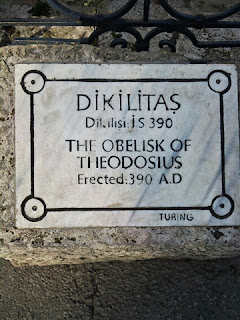 DİKİLİTAŞ
Dikilişi: İ.S 390
THE OBELISK OF
THEODOSIUS
Erected: 390 A.D
TURING